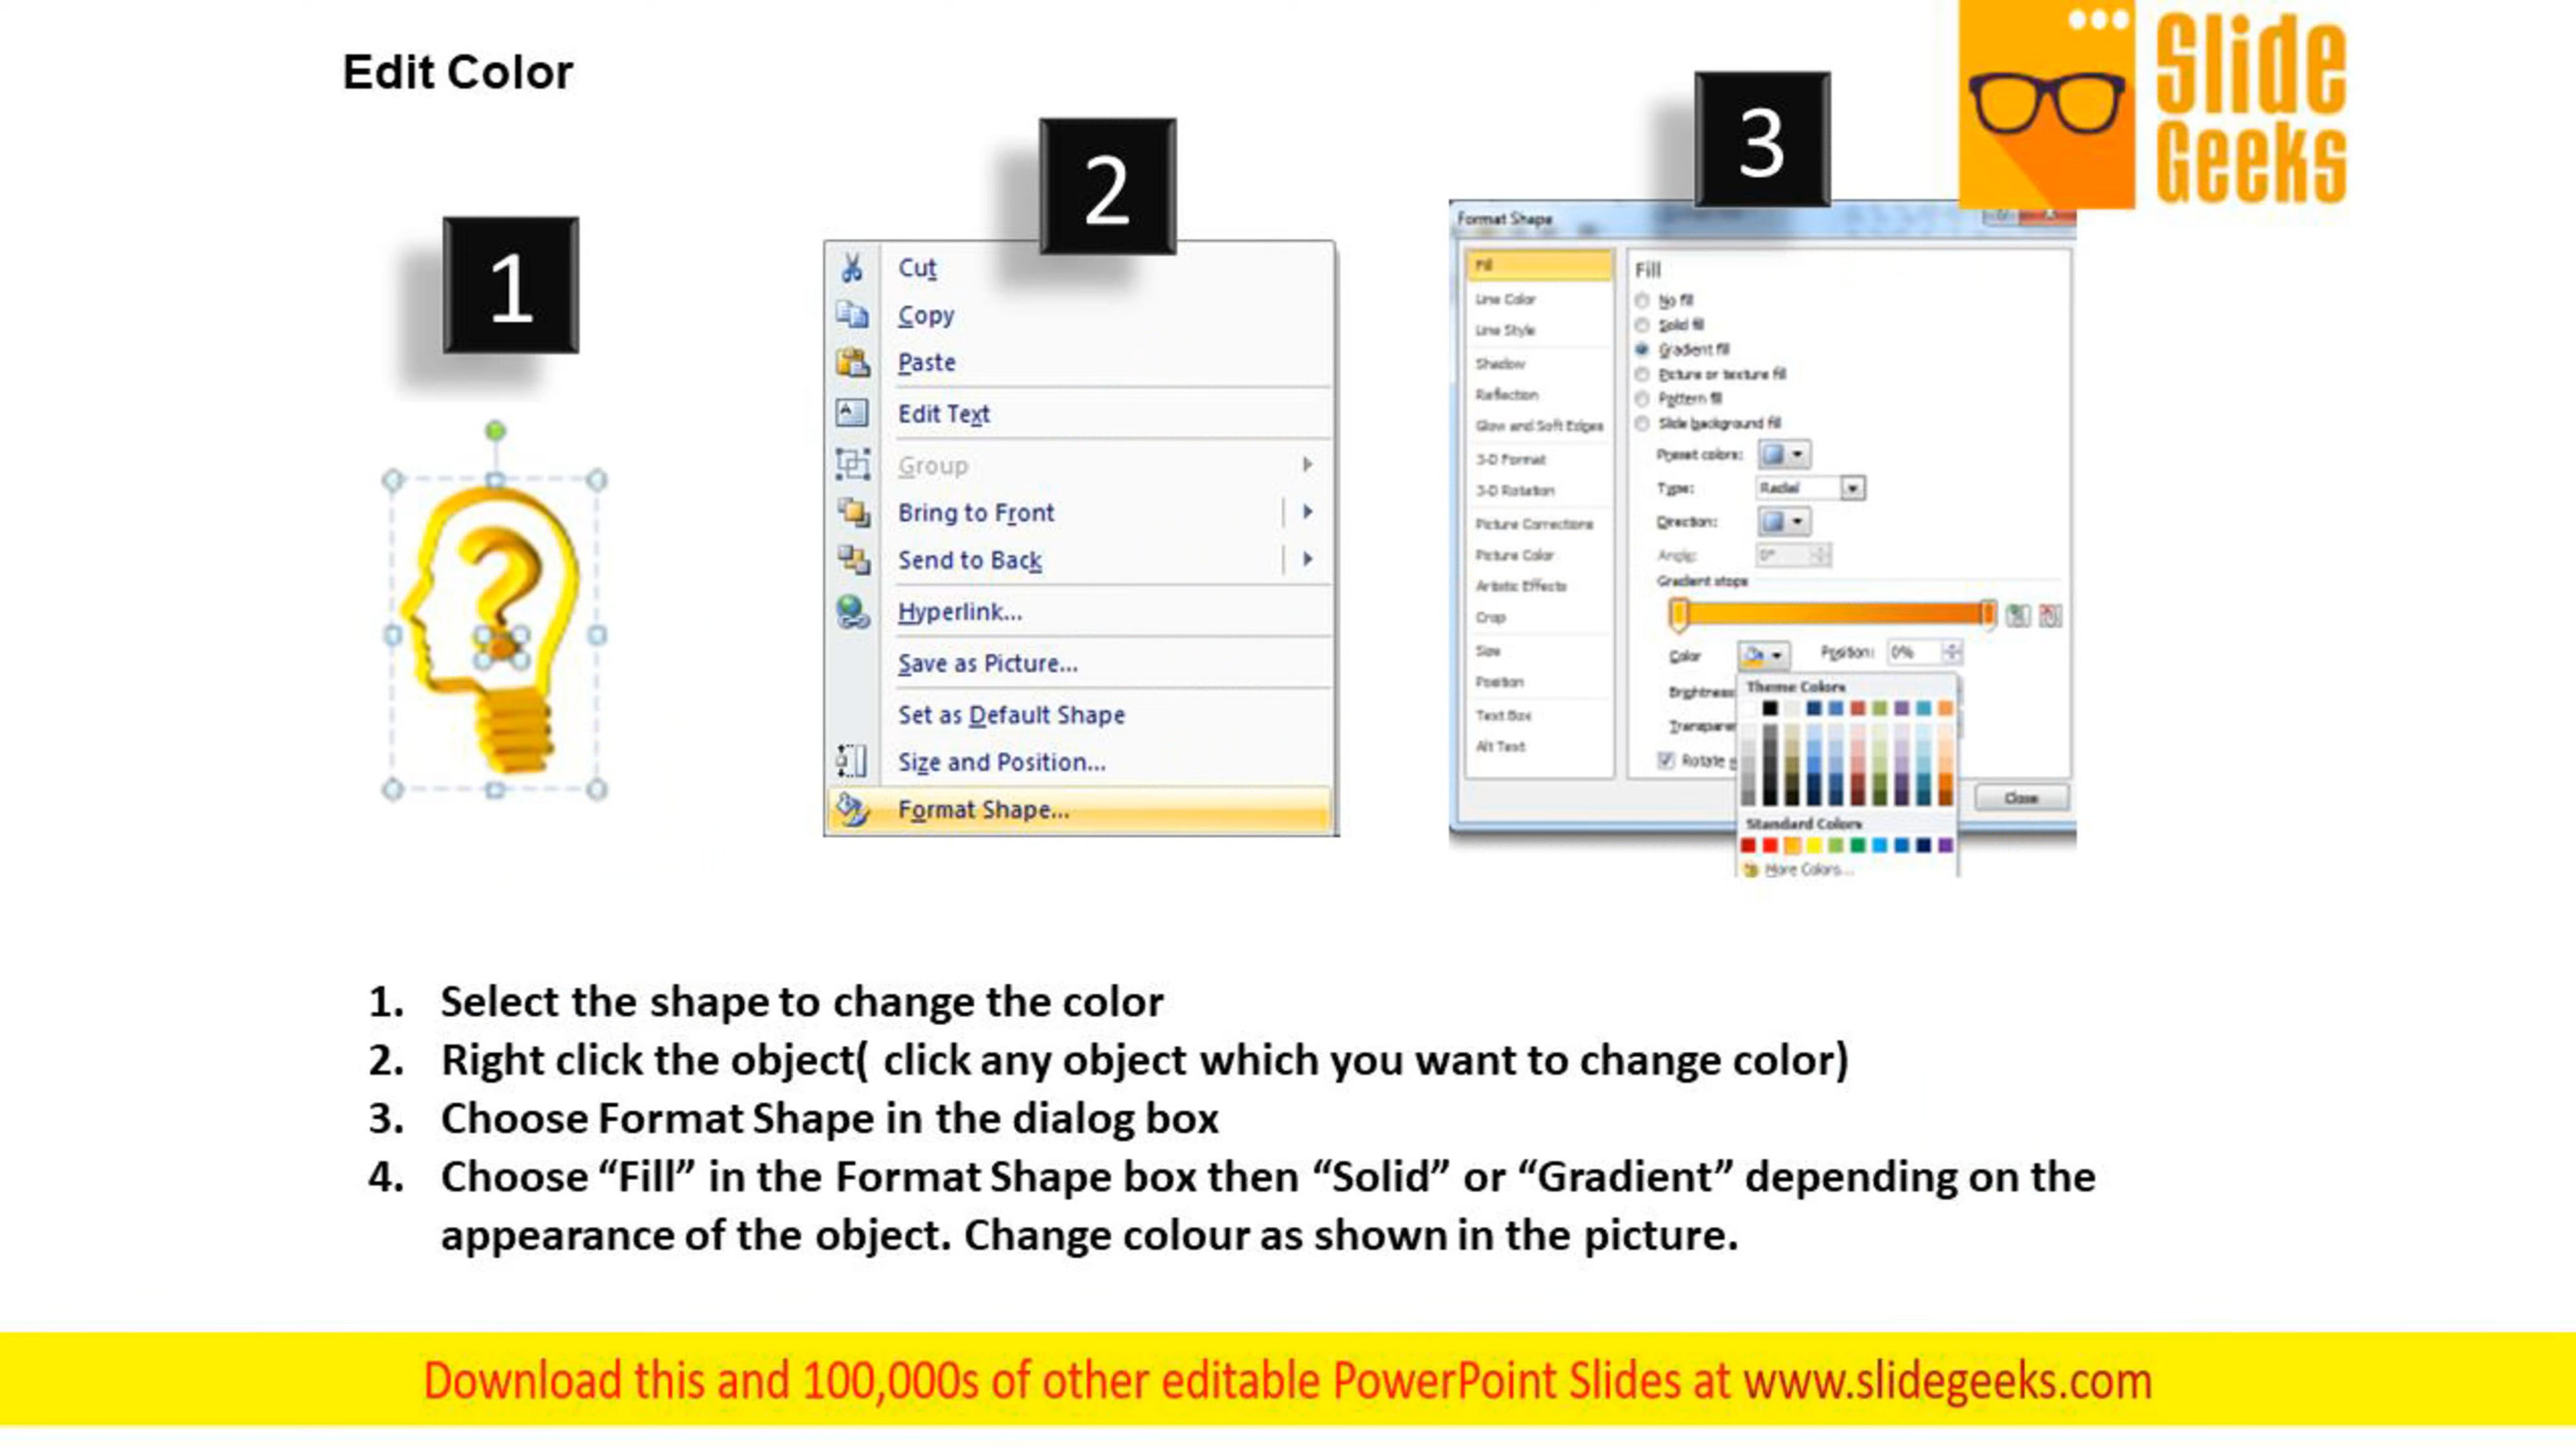 Edit Color
Slide
Geeks
1
2
3
Cut
Copy
Paste
Edit Text
Group
Bring to Front
Send to Back
Hyperlink...
Save as Picture...
Set as Default Shape
Size and Position...
Format Shape...
Format Shape
Fill
Line Color
Line Style
Shadow
Reflection
Glow and Soft Edges
3-D Format
3-D Rotation
Picture Corrections
Picture Color
Artistic Effects
Crop
Size
Position
Text Box
Alt Text
Fill
No fill
Solid fill
Gradient fill
Picture or texture fill
Pattern fill
Slide background fill
Preset colors:
Type: Radial
Direction:
Angle: 0°
Gradient stops
Color Position: 0%
Theme Colors
Rotate
Close
Standard Colors
More Colors...
1. Select the shape to change the color
2. Right click the object( click any object which you want to change color)
3. Choose Format Shape in the dialog box
4. Choose “Fill” in the Format Shape box then “Solid” or “Gradient” depending on the
appearance of the object. Change colour as shown in the picture.
Download this and 100,000s of other editable PowerPoint Slides at www.slidegeeks.com